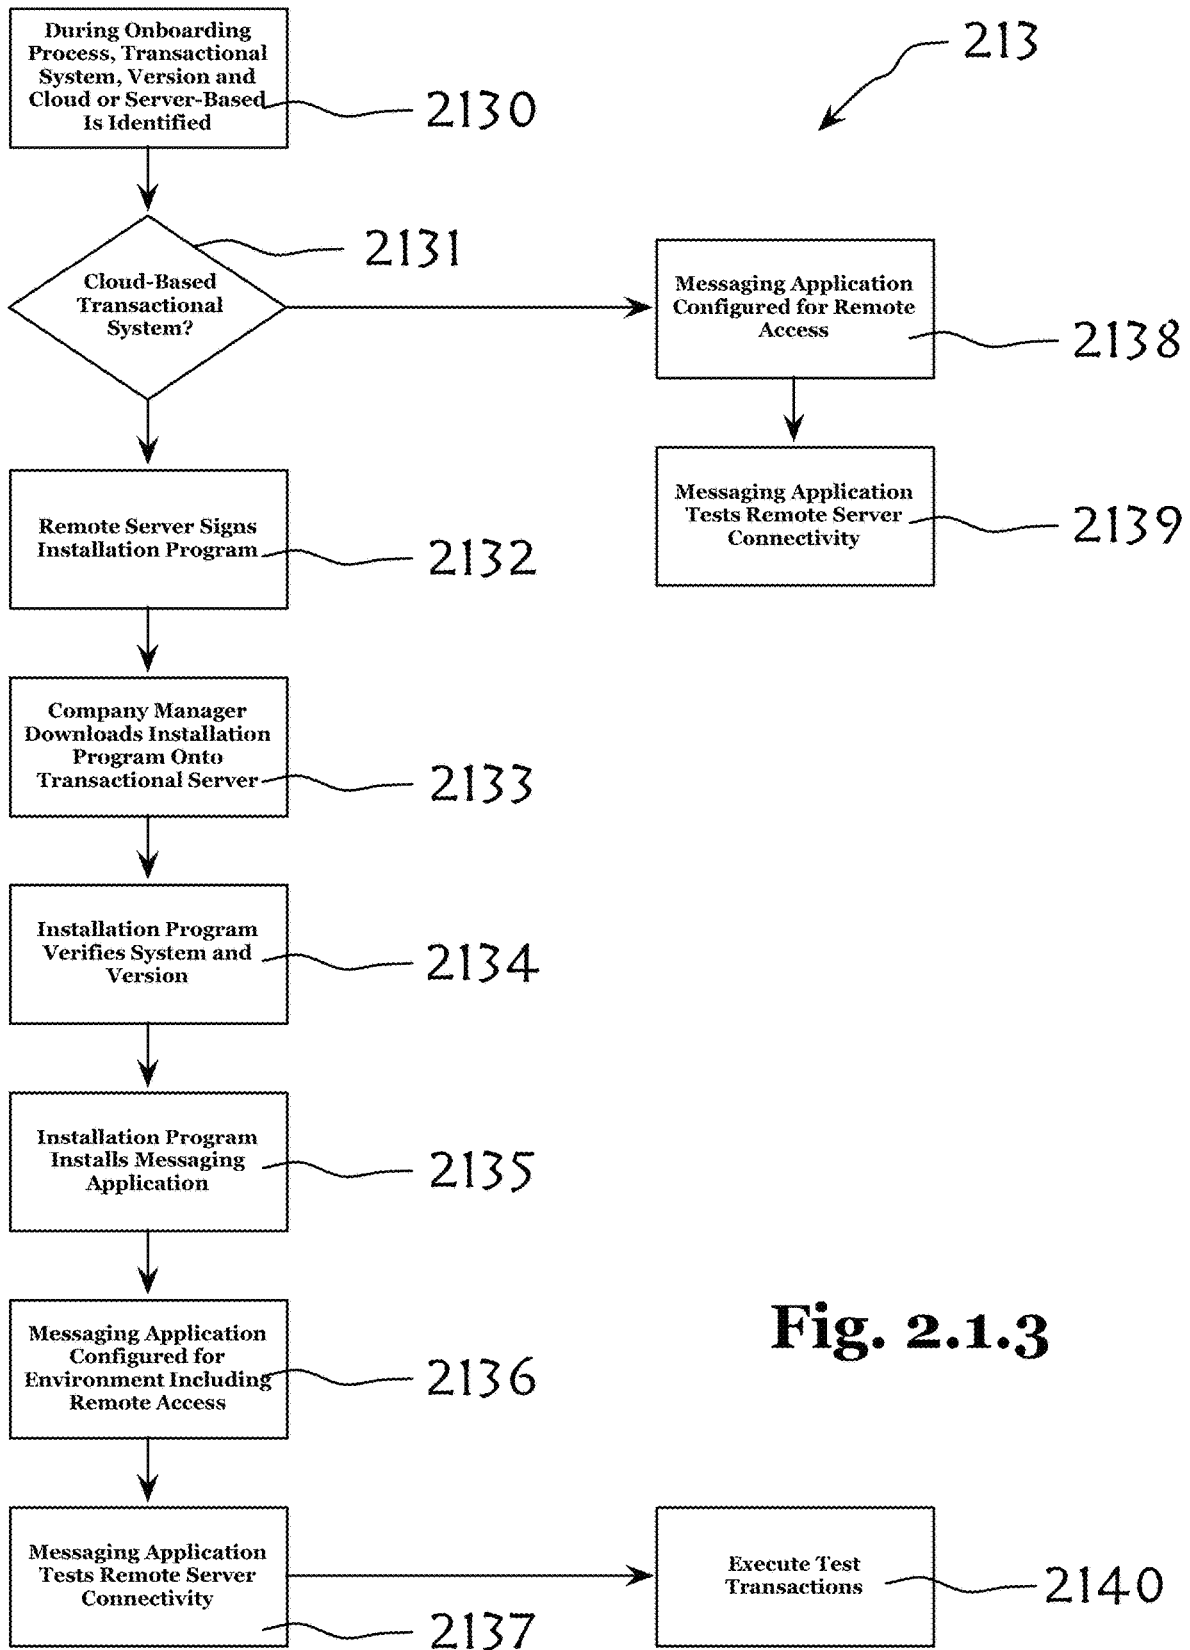 During Onboarding
Process, Transactional
System, Version and
Cloud or Server-Based
Is Identified
2130
213
Cloud-Based
Transactional
System?
2131
Messaging Application
Configured for Remote
Access
2138
Messaging Application
Tests Remote Server
Connectivity
2139
Remote Server Signs
Installation Program
2132
Company Manager
Downloads Installation
Program Onto
Transactional Server
2133
Installation Program
Verifies System and
Version
2134
Installation Program
Installs Messaging
Application
2135
Messaging Application
Configured for
Environment Including
Remote Access
2136
Fig. 2.1.3
Messaging Application
Tests Remote Server
Connectivity
2137
Execute Test
Transactions
2140